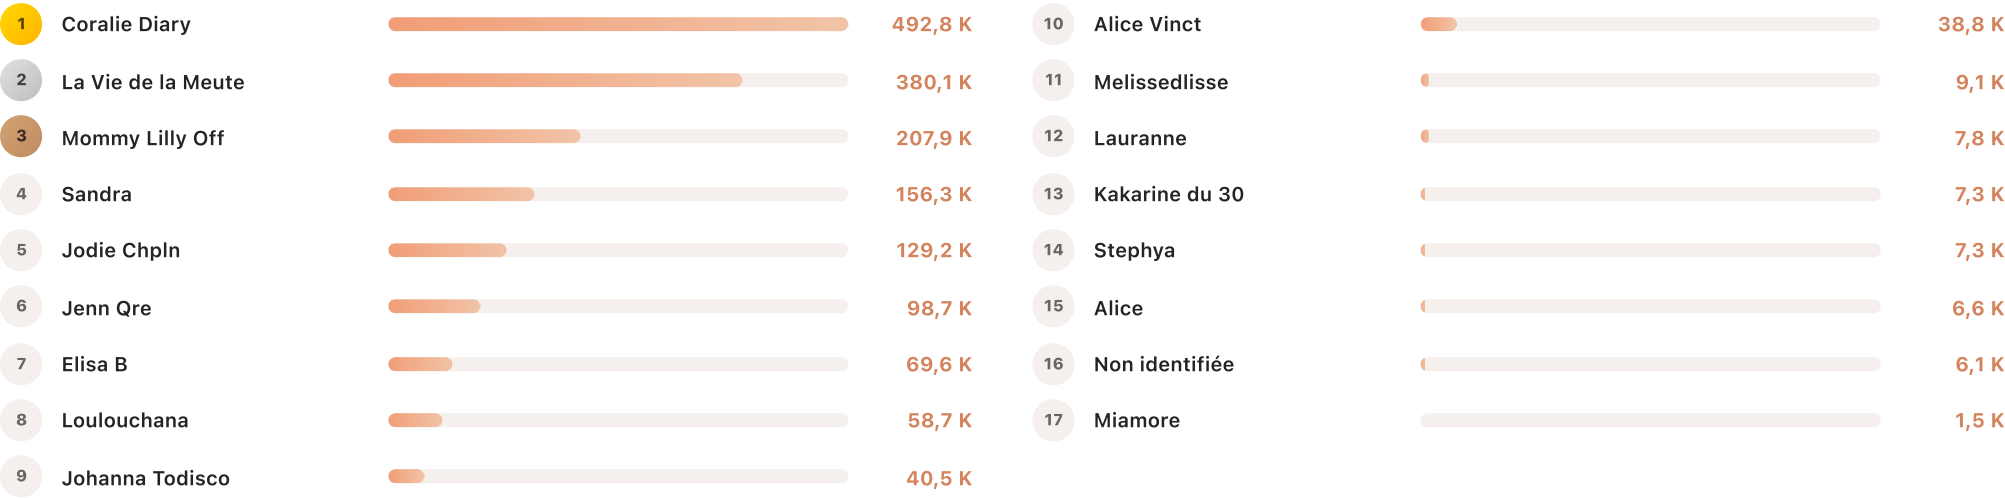 1 Coralie Diary 492,8 K
2 La Vie de la Meute 380,1 K
3 Mommy Lilly Off 207,9 K
4 Sandra 156,3 K
5 Jodie Chpln 129,2 K
6 Jenn Qre 98,7 K
7 Elisa B 69,6 K
8 Loulouchana 58,7 K
9 Johanna Todisco 40,5 K
10 Alice Vinct 38,8 K
11 Melissedlisse 9,1 K
12 Lauranne 7,8 K
13 Kakarine du 30 7,3 K
14 Stephya 7,3 K
15 Alice 6,6 K
16 Non identifiée 6,1 K
17 Miamore 1,5 K